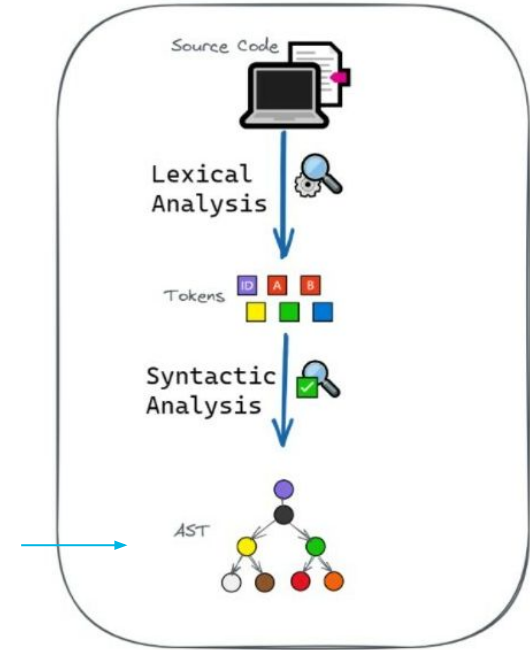 Source Code
Lexical
Analysis
ID A B
Tokens
Syntactic
Analysis
AST